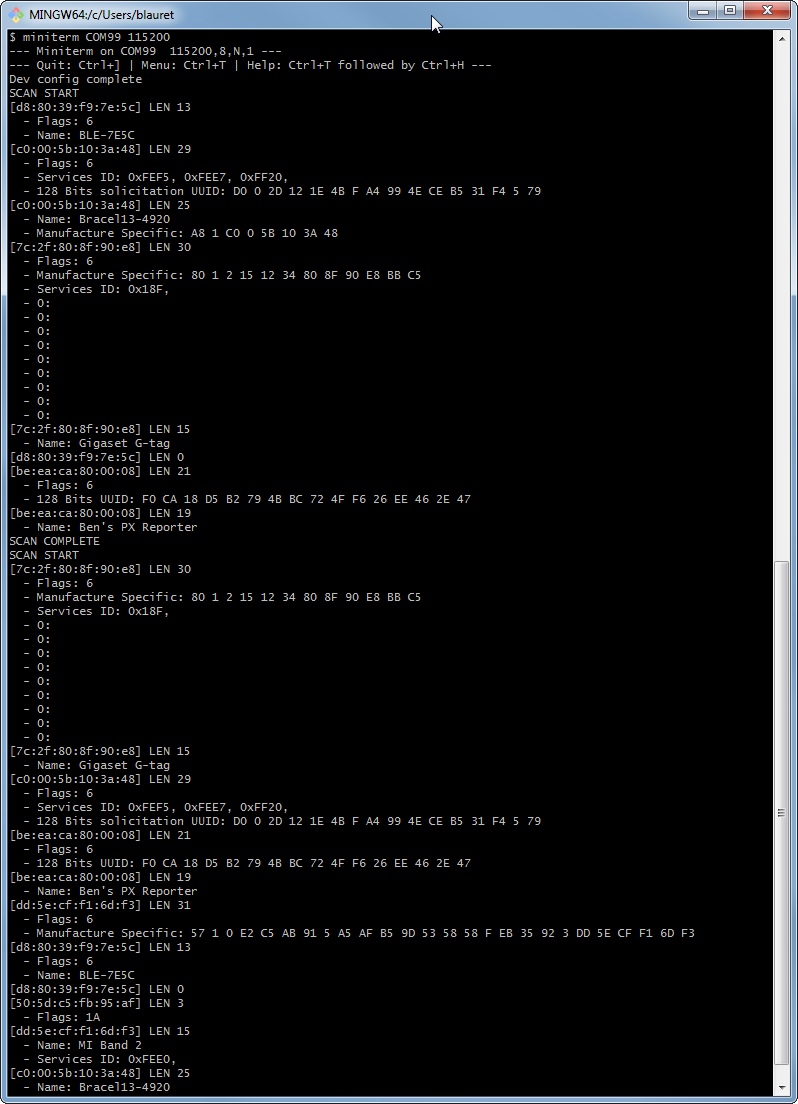 MINGW64:/c/Users/blauret
$ miniterm COM99 115200
--- Miniterm on COM99  115200,8,N,1 ---
--- Quit: Ctrl+] | Menu: Ctrl+T | Help: Ctrl+T followed by Ctrl+H ---
Dev config complete
SCAN START
[d8:80:39:f9:7e:5c] LEN 13
  - Flags: 6
  - Name: BLE-7E5C
[c0:00:5b:10:3a:48] LEN 29
  - Flags: 6
  - Services ID: 0xFEF5, 0xFEE7, 0xFF20,
  - 128 Bits solicitation UUID: D0 0 2D 12 1E 4B F A4 99 4E CE B5 31 F4 5 79
[c0:00:5b:10:3a:48] LEN 25
  - Name: Bracel13-4920
  - Manufacture Specific: A8 1 C0 0 5B 10 3A 48
[7c:2f:80:8f:90:e8] LEN 30
  - Flags: 6
  - Manufacture Specific: 80 1 2 15 12 34 80 8F 90 E8 BB C5
  - Services ID: 0x18F,
  - 0:
  - 0:
  - 0:
  - 0:
  - 0:
  - 0:
  - 0:
  - 0:
  - 0:
[7c:2f:80:8f:90:e8] LEN 15
  - Name: Gigaset G-tag
[d8:80:39:f9:7e:5c] LEN 0
[be:ea:ca:80:00:08] LEN 21
  - Flags: 6
  - 128 Bits UUID: F0 CA 18 D5 B2 79 4B BC 72 4F F6 26 EE 46 2E 47
[be:ea:ca:80:00:08] LEN 19
  - Name: Ben's PX Reporter
SCAN COMPLETE
SCAN START
[7c:2f:80:8f:90:e8] LEN 30
  - Flags: 6
  - Manufacture Specific: 80 1 2 15 12 34 80 8F 90 E8 BB C5
  - Services ID: 0x18F,
  - 0:
  - 0:
  - 0:
  - 0:
  - 0:
  - 0:
  - 0:
  - 0:
  - 0:
[7c:2f:80:8f:90:e8] LEN 15
  - Name: Gigaset G-tag
[c0:00:5b:10:3a:48] LEN 29
  - Flags: 6
  - Services ID: 0xFEF5, 0xFEE7, 0xFF20,
  - 128 Bits solicitation UUID: D0 0 2D 12 1E 4B F A4 99 4E CE B5 31 F4 5 79
[be:ea:ca:80:00:08] LEN 21
  - Flags: 6
  - 128 Bits UUID: F0 CA 18 D5 B2 79 4B BC 72 4F F6 26 EE 46 2E 47
[be:ea:ca:80:00:08] LEN 19
  - Name: Ben's PX Reporter
[dd:5e:cf:f1:6d:f3] LEN 31
  - Flags: 6
  - Manufacture Specific: 57 1 0 E2 C5 AB 91 5 A5 AF B5 9D 53 58 58 F EB 35 92 3 DD 5E CF F1 6D F3
[d8:80:39:f9:7e:5c] LEN 13
  - Flags: 6
  - Name: BLE-7E5C
[d8:80:39:f9:7e:5c] LEN 0
[50:5d:c5:fb:95:af] LEN 3
  - Flags: 1A
[dd:5e:cf:f1:6d:f3] LEN 15
  - Name: MI Band 2
  - Services ID: 0xFEE0,
[c0:00:5b:10:3a:48] LEN 25
  - Name: Bracel13-4920